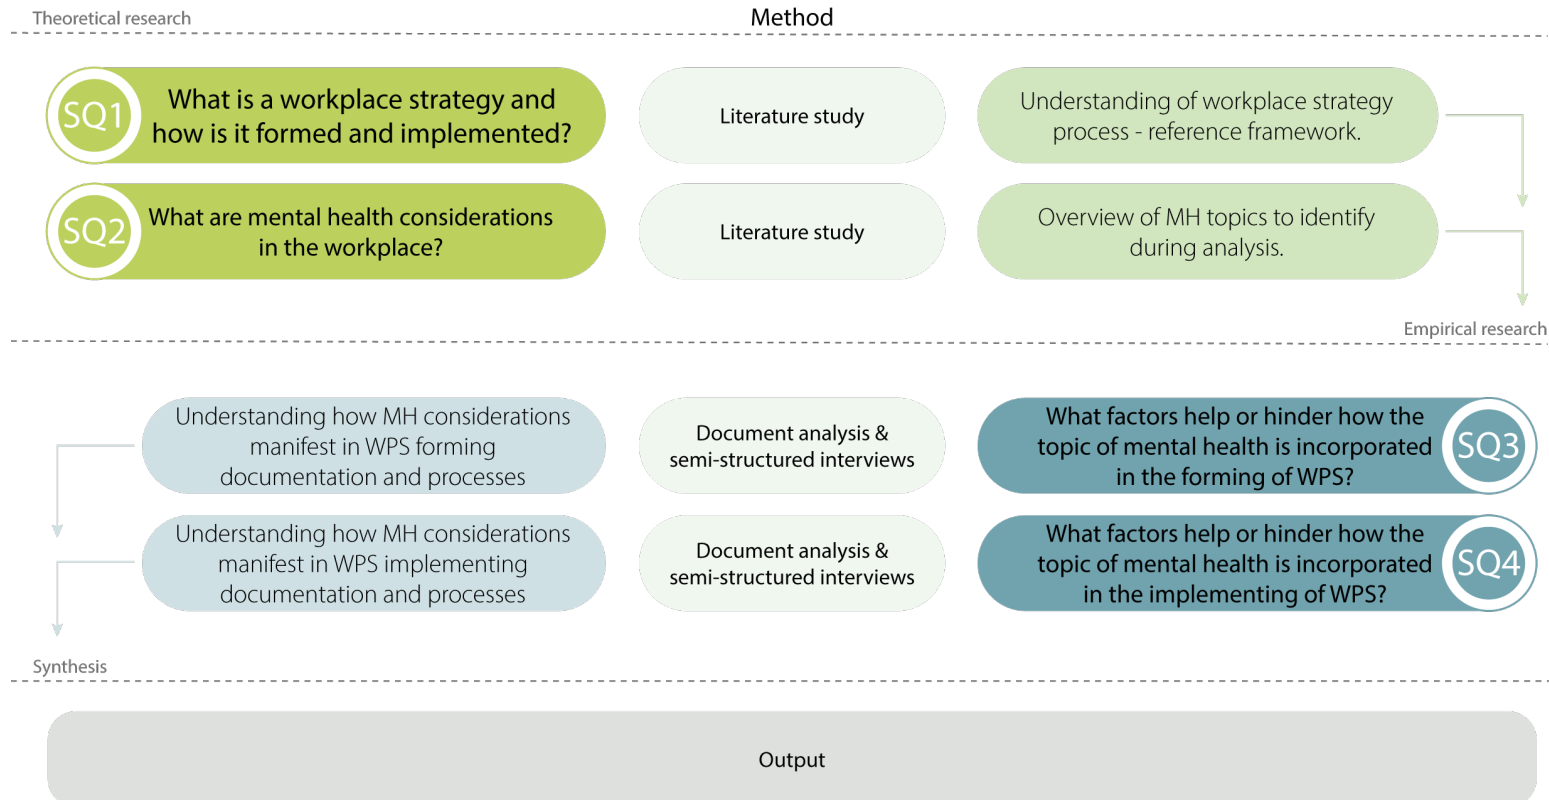 Theoretical research
Method
SQ1
What is a workplace strategy and
how is it formed and implemented?
Literature study
Understanding of workplace strategy
process - reference framework.
SQ2
What are mental health considerations
in the workplace?
Literature study
Overview of MH topics to identify
during analysis.
Empirical research
Understanding how MH considerations
manifest in WPS forming
documentation and processes
Document analysis &
semi-structured interviews
What factors help or hinder how the
topic of mental health is incorporated
in the forming of WPS?
SQ3
Understanding how MH considerations
manifest in WPS implementing
documentation and processes
Document analysis &
semi-structured interviews
What factors help or hinder how the
topic of mental health is incorporated
in the implementing of WPS?
SQ4
Synthesis
Output